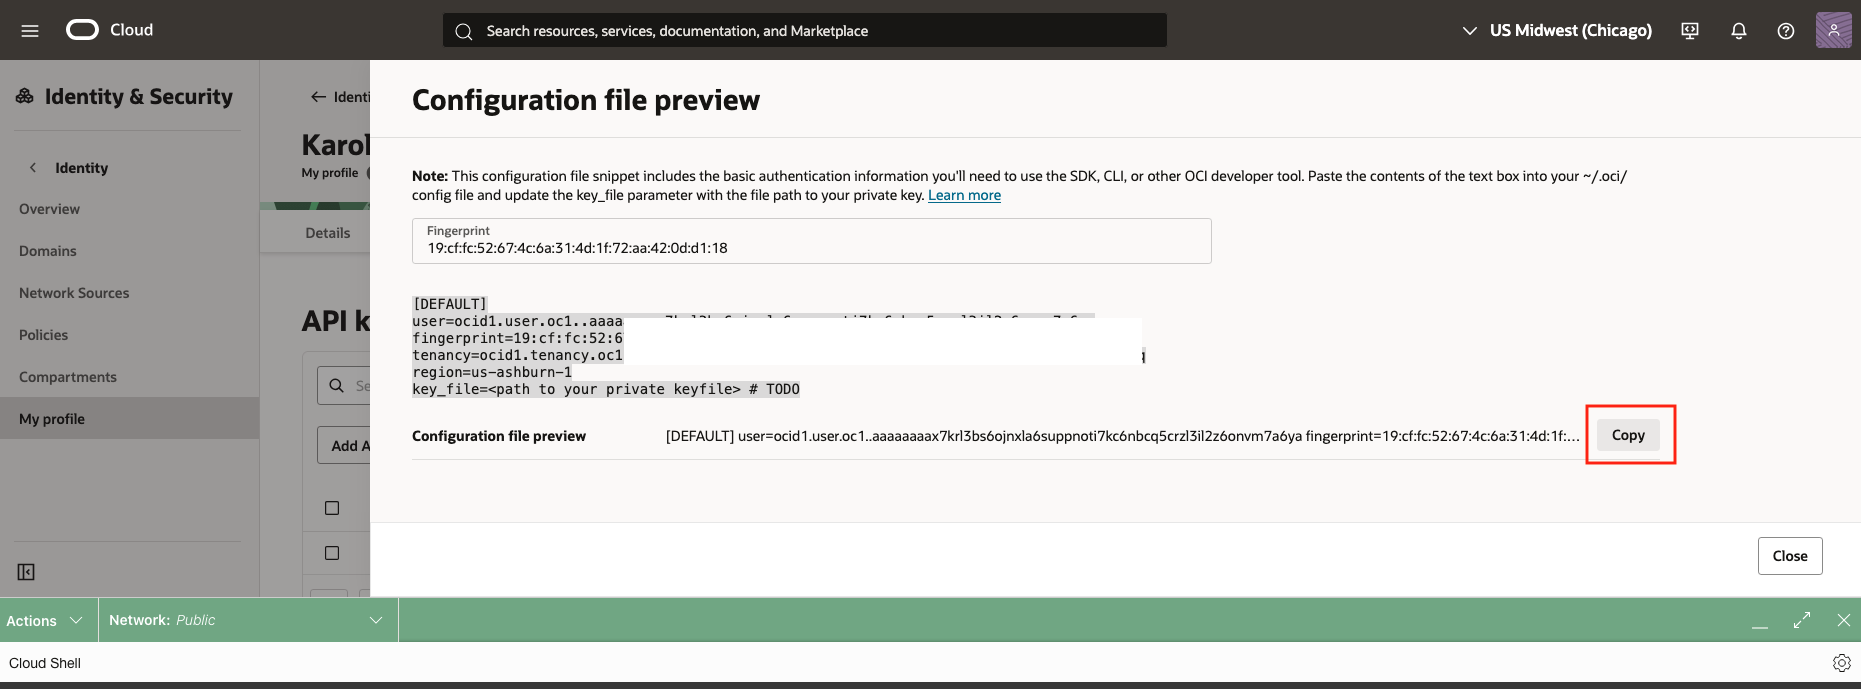 Cloud
Search resources, services, documentation, and Marketplace
US Midwest (Chicago)
Identity & Security
Identity
Overview
Domains
Network Sources
Policies
Compartments
My profile
Identi
Karol
My profile
Details
API k
Se
Add A
Configuration file preview
Note: This configuration file snippet includes the basic authentication information you'll need to use the SDK, CLI, or other OCI developer tool. Paste the contents of the text box into your ~/.oci/
config file and update the key_file parameter with the file path to your private key. Learn more
Fingerprint
19:cf:fc:52:67:4c:6a:31:4d:1f:72:aa:42:0d:d1:18
[DEFAULT]
user=ocid1.user.oc1..aaaa
fingerprint=19:cf:fc:52:6
tenancy=ocid1.tenancy.oc1
region=us-ashburn-1
key_file=<path to your private keyfile> # TODO
Configuration file preview
[DEFAULT] user=ocid1.user.oc1..aaaaaaaax7krl3bs6ojnxla6suppnoti7kc6nbcq5crzl3il2z6onvm7a6ya fingerprint=19:cf:fc:52:67:4c:6a:31:4d:1f:...
Copy
Close
Actions
Network: Public
Cloud Shell